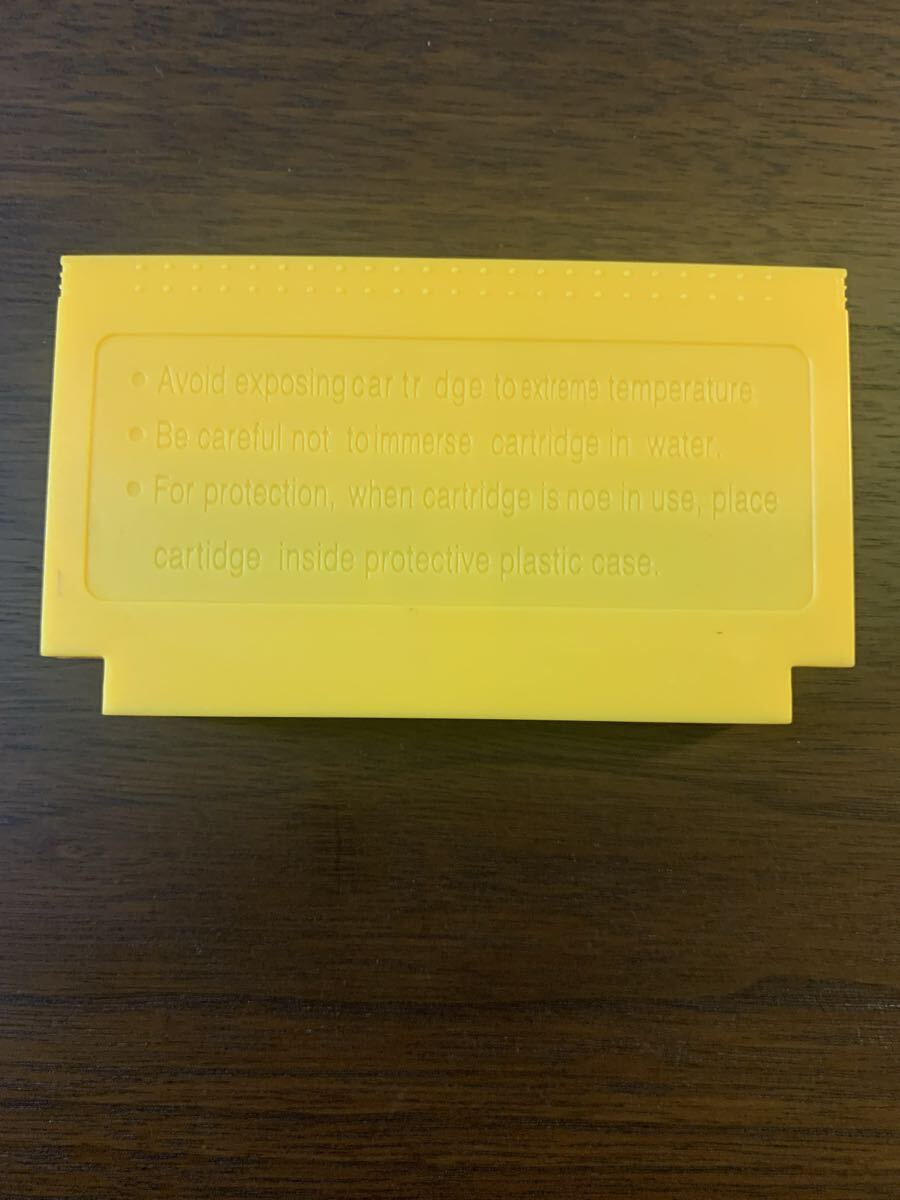 ● Avoid exposing car tr dge to extreme temperature
● Be careful not to immerse cartridge in water.
● For protection, when cartridge is noe in use, place
cartidge inside protective plastic case.